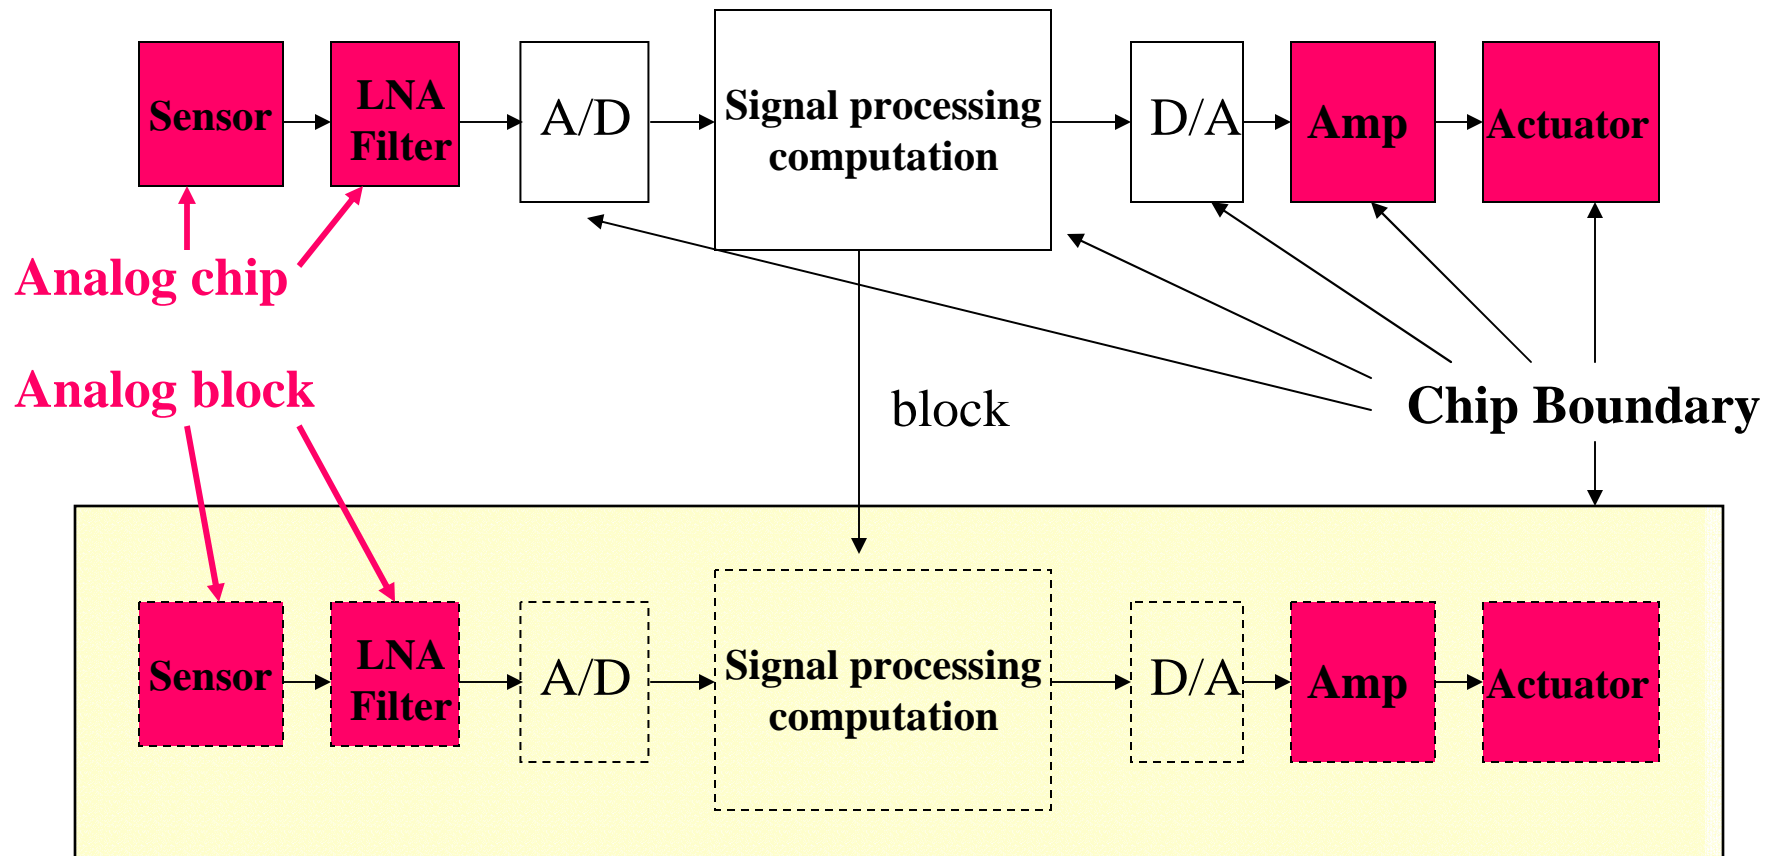 Sensor
LNA
Filter
A/D
Signal processing
computation
D/A
Amp
Actuator
Analog chip
Analog block
block
Chip Boundary
Sensor
LNA
Filter
A/D
Signal processing
computation
D/A
Amp
Actuator